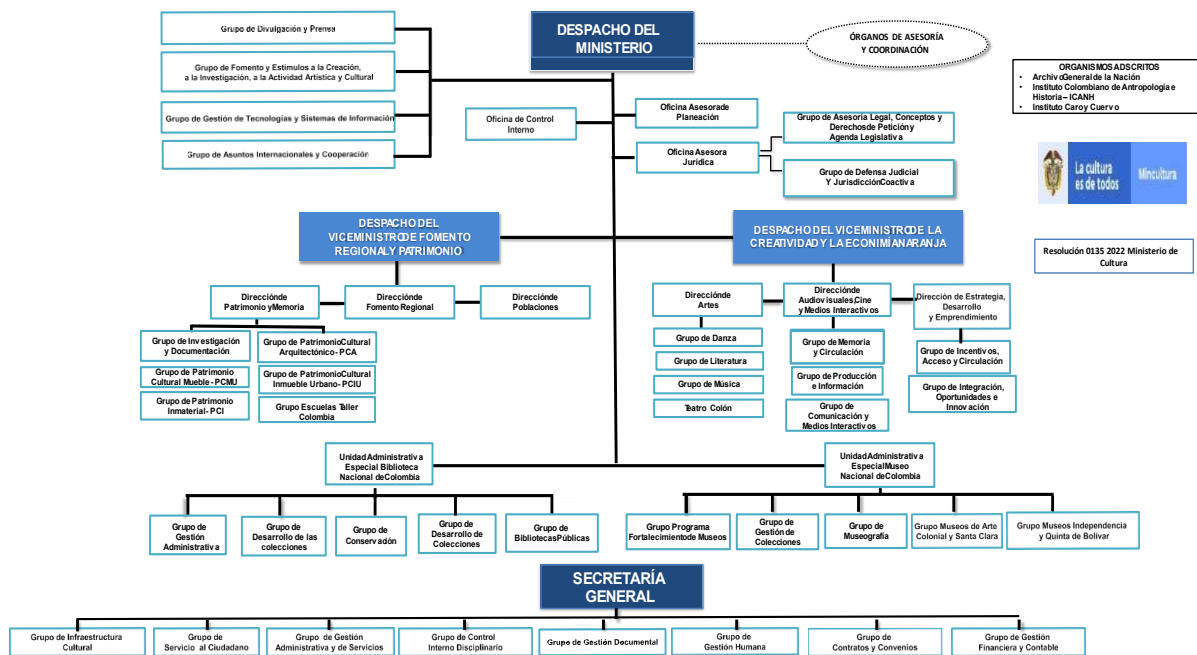 Grupo de Divulgación y Prensa
Grupo de Fomento y Estímulos a la Creación,
a la Investigación, a la Actividad Artística y Cultural
Grupo de Gestión de Tecnologías y Sistemas de Información
Grupo de Asuntos Internacionales y Cooperación
DESPACHO DEL
MINISTERIO
ÓRGANOS DE ASESORÍA
Y COORDINACIÓN
ORGANISMOS ADSCRITOS
• Archivo General de la Nación
• Instituto Colombiano de Antropología e
Historia – ICANH
• Instituto Caro y Cuervo
Oficina de Control
Interno
Oficina Asesora de
Planeación
Oficina Asesora
Jurídica
Grupo de Asesoría Legal, Conceptos y
Derechos de Petición y
Agenda Legislativa
Grupo de Defensa Judicial
Y Jurisdicción Coactiva
La cultura
es de todos
Mincultura
Resolución 0135 2022 Ministerio de
Cultura
DESPACHO DEL
VICEMINISTRO DE FOMENTO
REGIONAL Y PATRIMONIO
DESPACHO DEL VICEMINISTRO DE LA
CREATIVIDAD Y LA ECONIMÍA NARANJA
Dirección de
Patrimonio y Memoria
Dirección de
Fomento Regional
Dirección de
Poblaciones
Grupo de Investigación
y Documentación
Grupo de Patrimonio Cultural
Arquitectónico- PCA
Grupo de Patrimonio
Cultural Mueble - PCMU
Grupo de Patrimonio Cultural
Inmueble Urbano- PCIU
Grupo de Patrimonio
Inmaterial- PCI
Grupo Escuelas Taller
Colombia
Dirección de
Artes
Dirección de
Audiovisuales, Cine
y Medios Interactivos
Dirección de Estrategia,
Desarrollo
y Emprendimiento
Grupo de Danza
Grupo de Literatura
Grupo de Música
Teatro Colón
Grupo de Memoria
y Circulación
Grupo de Producción
e Información
Grupo de
Comunicación y
Medios Interactivos
Grupo de Incentivos,
Acceso y Circulación
Grupo de Integración,
Oportunidades e
Innovación
Unidad Administrativa
Especial Biblioteca
Nacional de Colombia
Unidad Administrativa
Especial Museo
Nacional de Colombia
Grupo de
Gestión
Administrativa
Grupo de
Desarrollo de las
colecciones
Grupo de
Conservadón
Grupo de
Desarrollo de
Colecciones
Grupo de
Bibliotecas Públicas
Grupo Programa
Fortalecimiento de Museos
Grupo de
Gestión de
Colecciones
Grupo de
Museografía
Grupo Museos de Arte
Colonial y Santa Clara
Grupo Museos Independencia
y Quinta de Bolívar
SECRETARÍA
GENERAL
Grupo de Infraestructura
Cultural
Grupo de
Servicio al Ciudadano
Grupo de Gestión
Administrativa y de Servicios
Grupo de Control
Interno Disciplinario
Grupo de Gestión Documental
Grupo de
Gestión Humana
Grupo de
Contratos y Convenios
Grupo de Gestión
Financiera y Contable